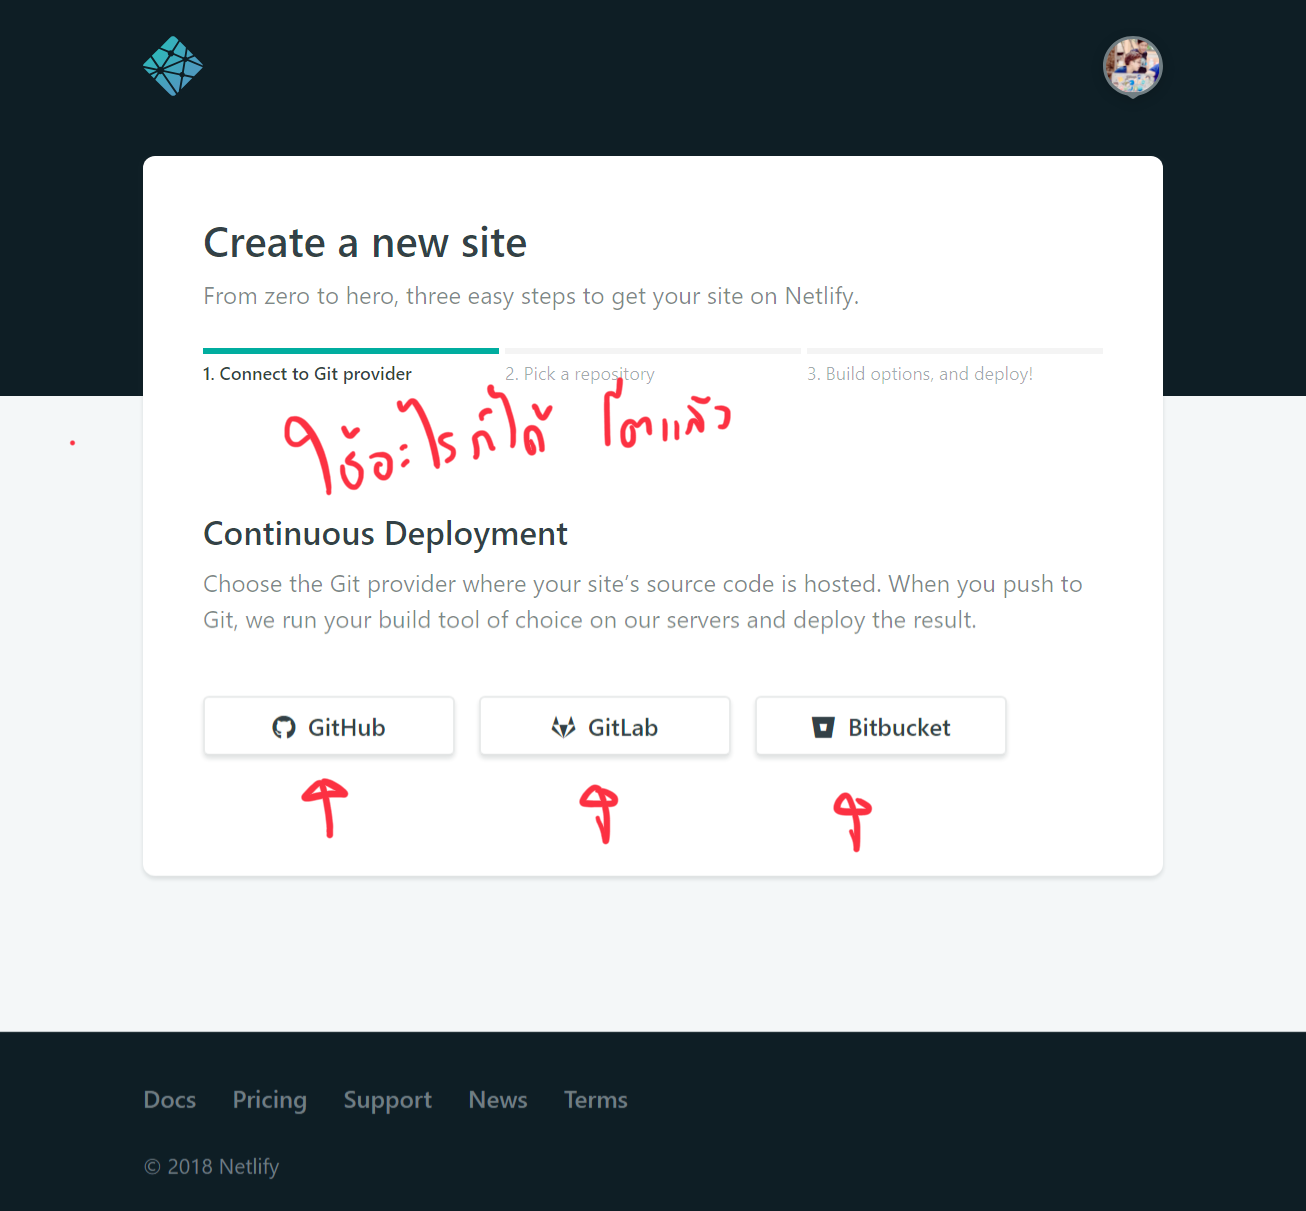 Create a new site
From zero to hero, three easy steps to get your site on Netlify.
1. Connect to Git provider
2. Pick a repository
3. Build options, and deploy!
ใช้อะไรก็ได้ โตแล้ว
Continuous Deployment
Choose the Git provider where your site’s source code is hosted. When you push to
Git, we run your build tool of choice on our servers and deploy the result.
GitHub
GitLab
Bitbucket
Docs Pricing Support News Terms
© 2018 Netlify